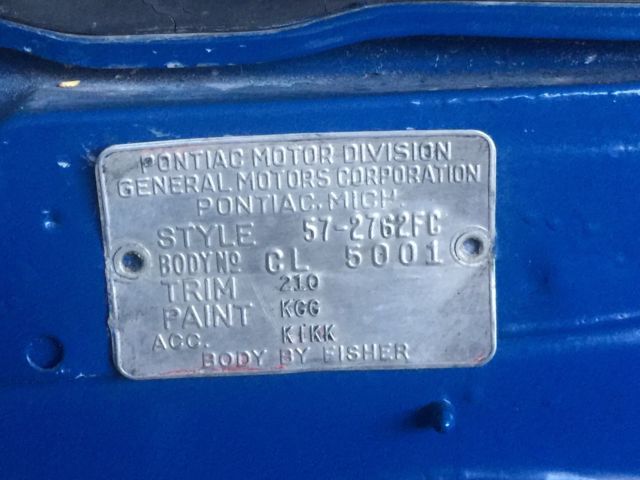 PONTIAC MOTOR DIVISION
GENERAL MOTORS CORPORATION
PONTIAC, MICH.
STYLE 57-2762FC
BODY Nº CL 5001
TRIM 210
PAINT KGG
ACC. KIKK
BODY BY FISHER